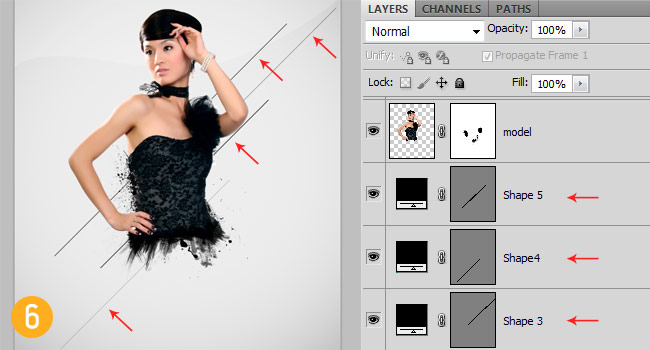 LAYERS CHANNELS PATHS
Normal Opacity: 100%
Unify: Propagate Frame 1
Lock: Fill: 100%
model
Shape 5
Shape4
Shape 3
6